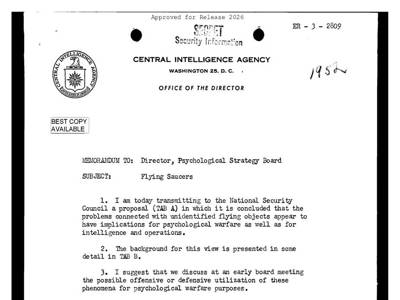 Approved for Release 2026
SECRET
Security Information
ER - 3 - 2809
CENTRAL INTELLIGENCE AGENCY
WASHINGTON 25, D. C.
1952
OFFICE OF THE DIRECTOR
BEST COPY
AVAILABLE
MEMORANDUM TO: Director, Psychological Strategy Board
SUBJECT: Flying Saucers
1. I am today transmitting to the National Security
Council a proposal (TAB A) in which it is concluded that the
problems connected with unidentified flying objects appear to
have implications for psychological warfare as well as for
intelligence and operations.
2. The background for this view is presented in some
detail in TAB B.
3. I suggest that we discuss at an early board meeting
the possible offensive or defensive utilization of these
phenomena for psychological warfare purposes.